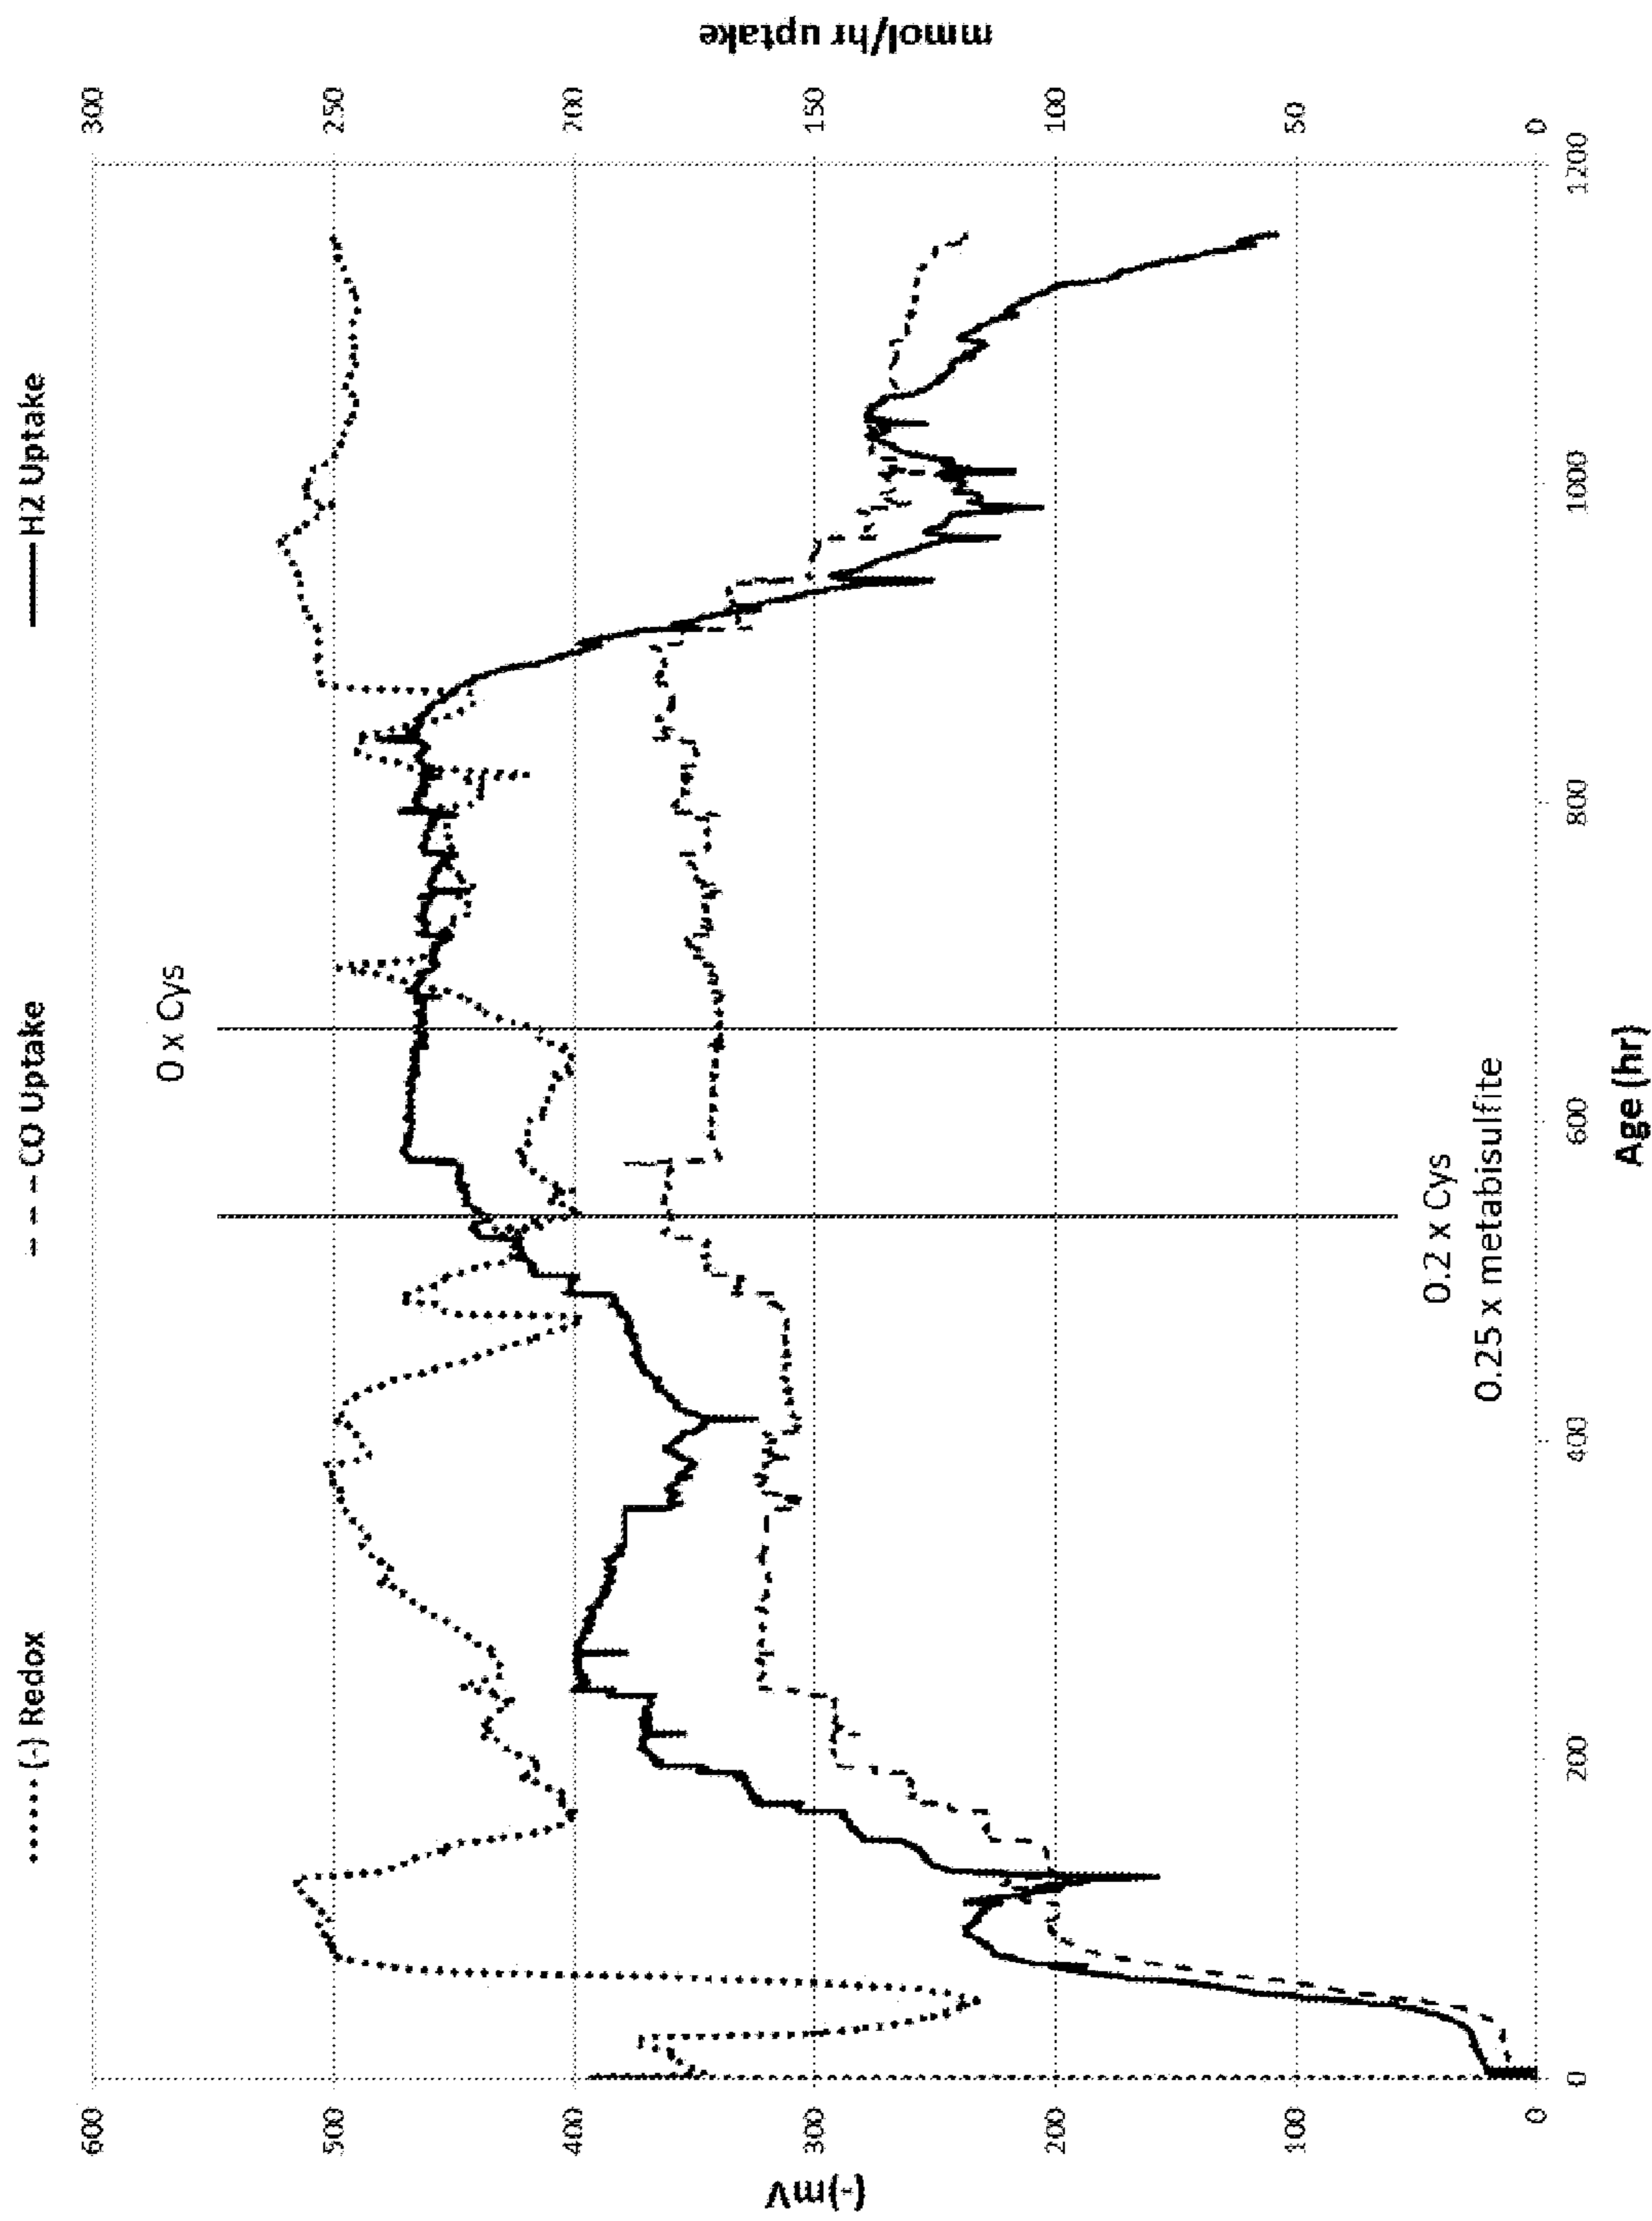 (-) Redox
CO Uptake
H2 Uptake
(-)mV
600
500
400
300
200
100
0
mmol/hr uptake
300
250
200
150
100
50
0
0 x Cys
0.2 x Cys
0.25 x metabisulfite
0
200
400
600
800
1000
1200
Age (hr)